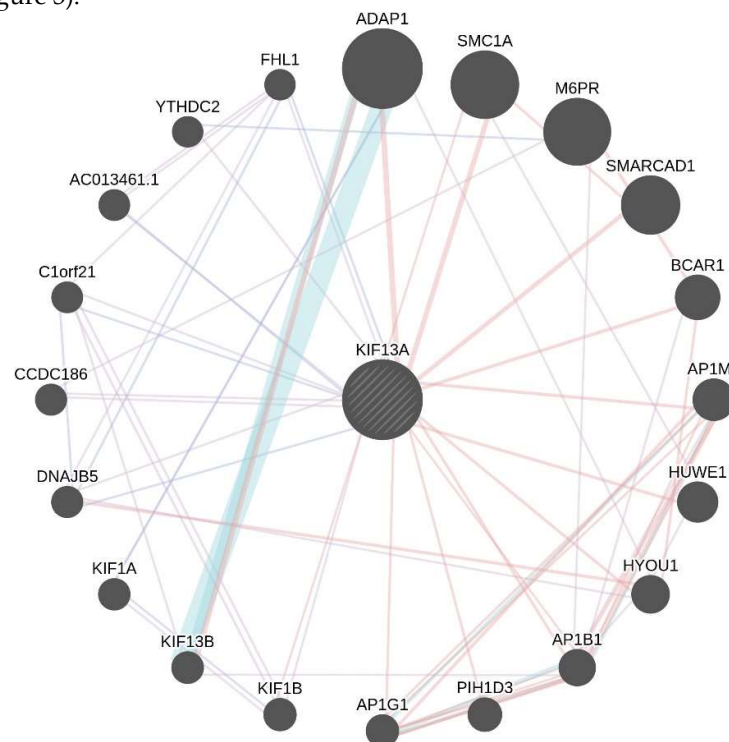 gure 3).
ADAP1
SMC1A
FHL1
M6PR
YTHDC2
SMARCAD1
AC013461.1
BCAR1
C1orf21
KIF13A
CCDC186
AP1M
HUWE1
DNAJB5
HYOU1
KIF1A
KIF13B
AP1B1
KIF1B
PIH1D3
AP1G1